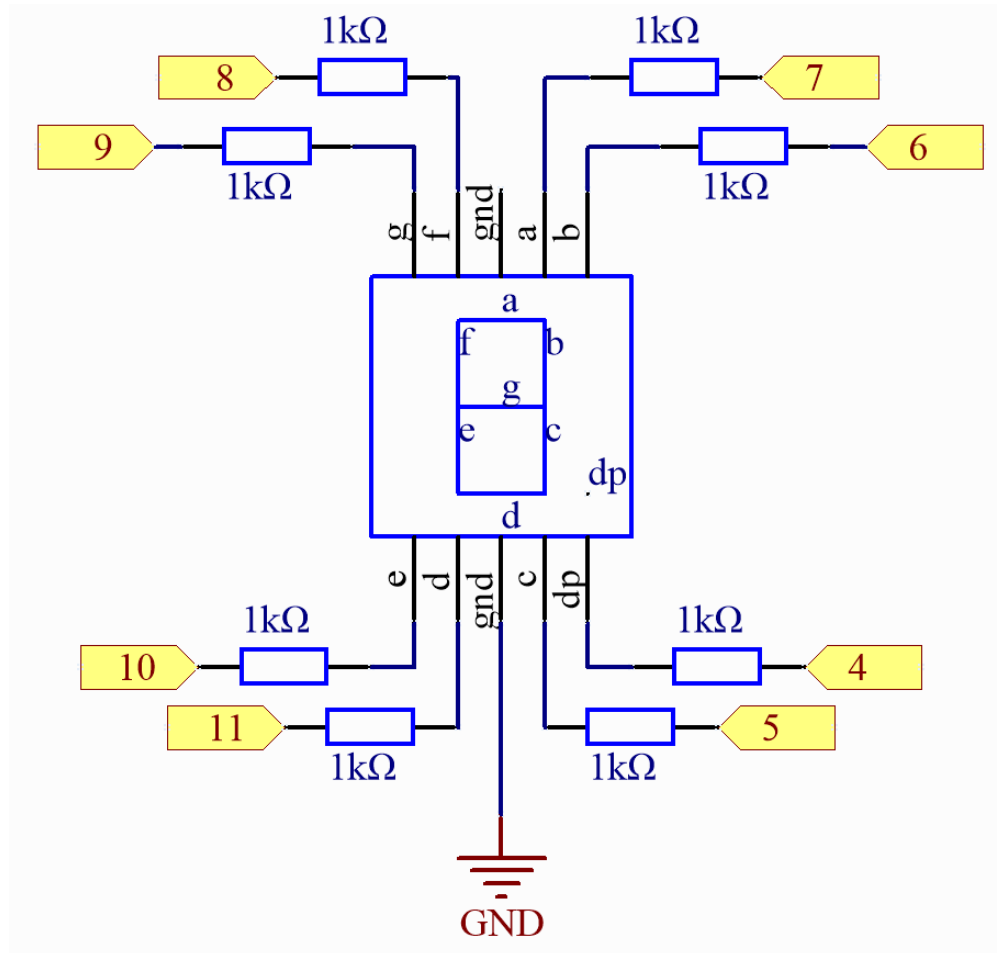 1kΩ 1kΩ
8 7
9 6
1kΩ 1kΩ
g f gnd a b
a
f b
g
e c
dp
d
e d gnd c dp
1kΩ 1kΩ
10 4
11 5
1kΩ 1kΩ
GND